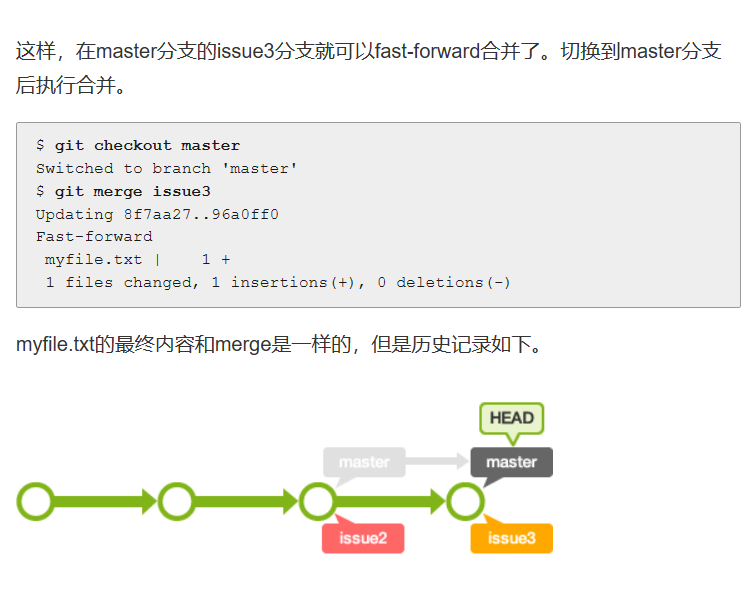 这样，在master分支的issue3分支就可以fast-forward合并了。切换到master分支
后执行合并。
$ git checkout master
Switched to branch 'master'
$ git merge issue3
Updating 8f7aa27..96a0ff0
Fast-forward
 myfile.txt |    1 +
 1 files changed, 1 insertions(+), 0 deletions(-)
myfile.txt的最终内容和merge是一样的，但是历史记录如下。
HEAD
master
master
issue2
issue3